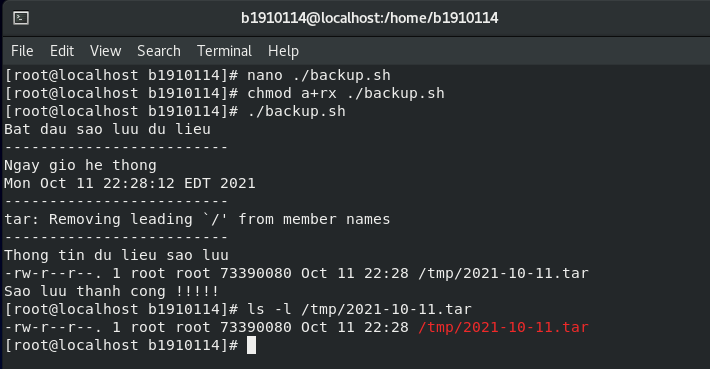 b1910114@localhost:/home/b1910114
File Edit View Search Terminal Help
[root@localhost b1910114]# nano ./backup.sh
[root@localhost b1910114]# chmod a+rx ./backup.sh
[root@localhost b1910114]# ./backup.sh
Bat dau sao luu du lieu
-------------------------
Ngay gio he thong
Mon Oct 11 22:28:12 EDT 2021
-------------------------
tar: Removing leading `/' from member names
-------------------------
Thong tin du lieu sao luu
-rw-r--r--. 1 root root 73390080 Oct 11 22:28 /tmp/2021-10-11.tar
Sao luu thanh cong !!!!!
[root@localhost b1910114]# ls -l /tmp/2021-10-11.tar
-rw-r--r--. 1 root root 73390080 Oct 11 22:28 /tmp/2021-10-11.tar
[root@localhost b1910114]#